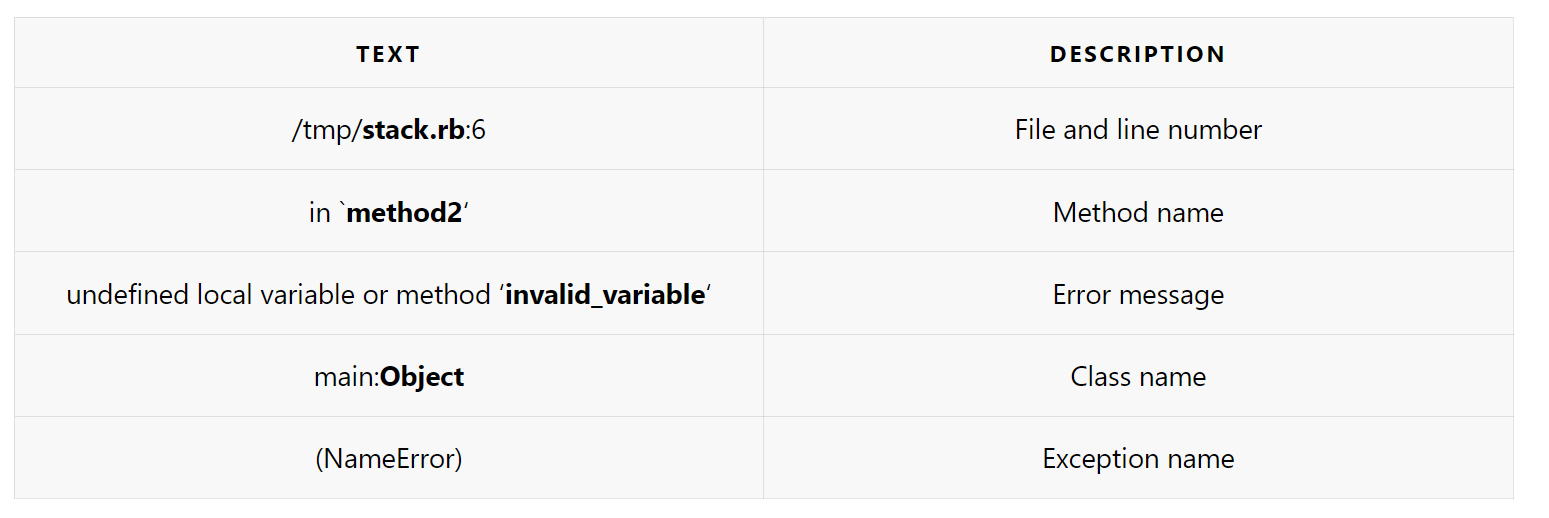 TEXT DESCRIPTION
/tmp/stack.rb:6 File and line number
in `method2‘ Method name
undefined local variable or method ‘invalid_variable‘ Error message
main:Object Class name
(NameError) Exception name